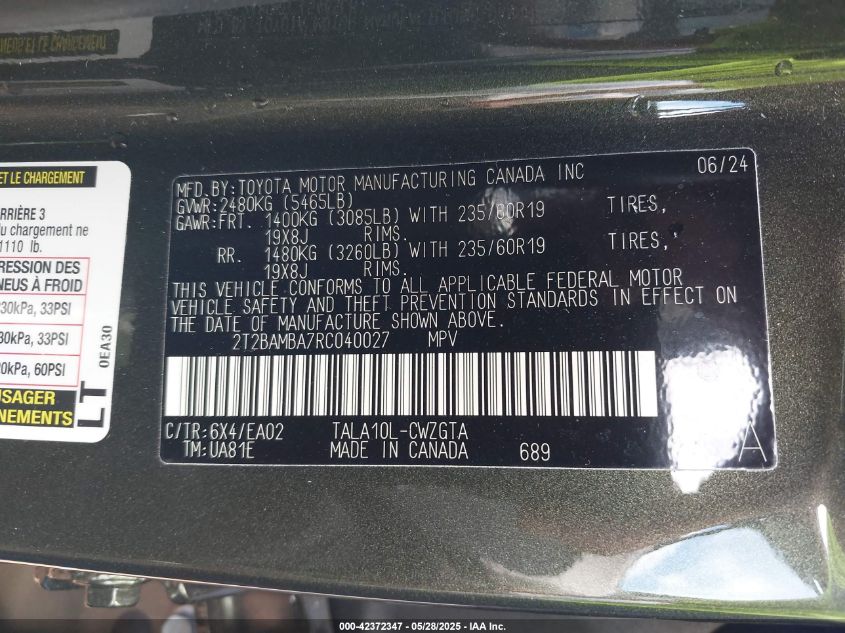 ET LE CHARGEMENT
RRIÈRE 3
du chargement ne
1110 lb.
RESSION DES
NEUS À FROID
230kPa, 33PSI
30kPa, 33PSI
20kPa, 60PSI
USAGER
NEMENTS
LT
0EA30
MFD.BY:TOYOTA MOTOR MANUFACTURING CANADA INC 06/24
GVWR:2480KG (5465LB)
GAWR:FRT. 1400KG (3085LB) WITH 235/60R19 TIRES,
19X8J RIMS.
RR. 1480KG (3260LB) WITH 235/60R19 TIRES,
19X8J RIMS.
THIS VEHICLE CONFORMS TO ALL APPLICABLE FEDERAL MOTOR
VEHICLE SAFETY AND THEFT PREVENTION STANDARDS IN EFFECT ON
THE DATE OF MANUFACTURE SHOWN ABOVE.
2T2BAMBA7RC040027 MPV
C/TR:6X4/EA02 TALA10L-CWZGTA
TM:UA81E MADE IN CANADA 689
A
000-42372347 — 05/28/2025 — IAA Inc.